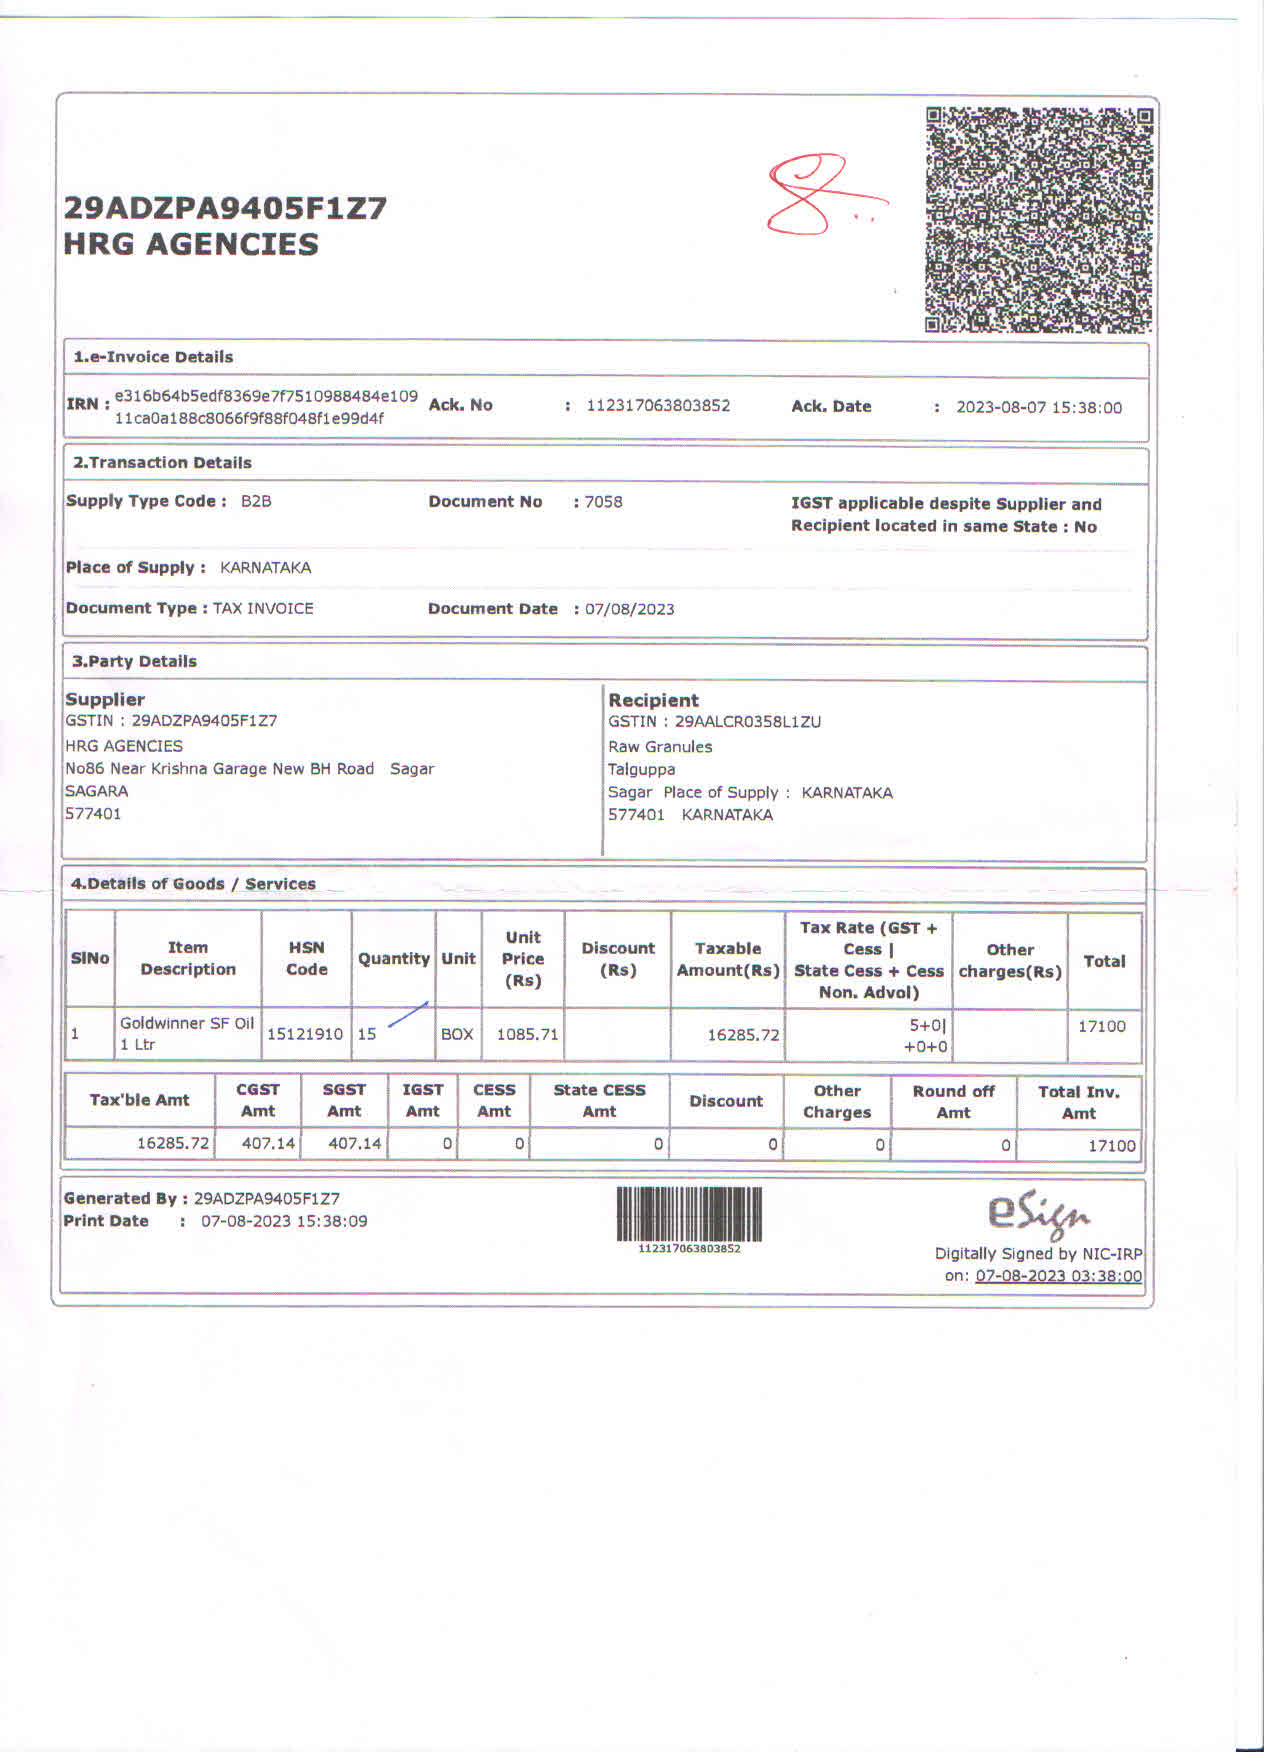 29ADZPA9405F1Z7
HRG AGENCIES
1.e-Invoice Details
IRN : e316b64b5edf8369e7f7510988484e109 Ack. No : 112317063803852 Ack. Date : 2023-08-07 15:38:00
11ca0a188c8066f9f88f048f1e99d4f
2.Transaction Details
Supply Type Code : B2B Document No : 7058 IGST applicable despite Supplier and
Recipient located in same State : No
Place of Supply : KARNATAKA
Document Type : TAX INVOICE Document Date : 07/08/2023
3.Party Details
Supplier
GSTIN : 29ADZPA9405F1Z7
HRG AGENCIES
No86 Near Krishna Garage New BH Road Sagar
SAGARA
577401
Recipient
GSTIN : 29AALCR0358L1ZU
Raw Granules
Talguppa
Sagar Place of Supply : KARNATAKA
577401 KARNATAKA
4.Details of Goods / Services
SlNo Item Description HSN Code Quantity Unit Unit Price (Rs) Discount (Rs) Taxable Amount(Rs) Tax Rate (GST + Cess | State Cess + Cess Non. Advol) Other charges(Rs) Total
1 Goldwinner SF Oil 1 Ltr 15121910 15 BOX 1085.71 16285.72 5+0| +0+0 17100
Tax'ble Amt CGST Amt SGST Amt IGST Amt CESS Amt State CESS Amt Discount Other Charges Round off Amt Total Inv. Amt
16285.72 407.14 407.14 0 0 0 0 0 0 17100
Generated By : 29ADZPA9405F1Z7
Print Date : 07-08-2023 15:38:09
112317063803852
eSign
Digitally Signed by NIC-IRP
on: 07-08-2023 03:38:00